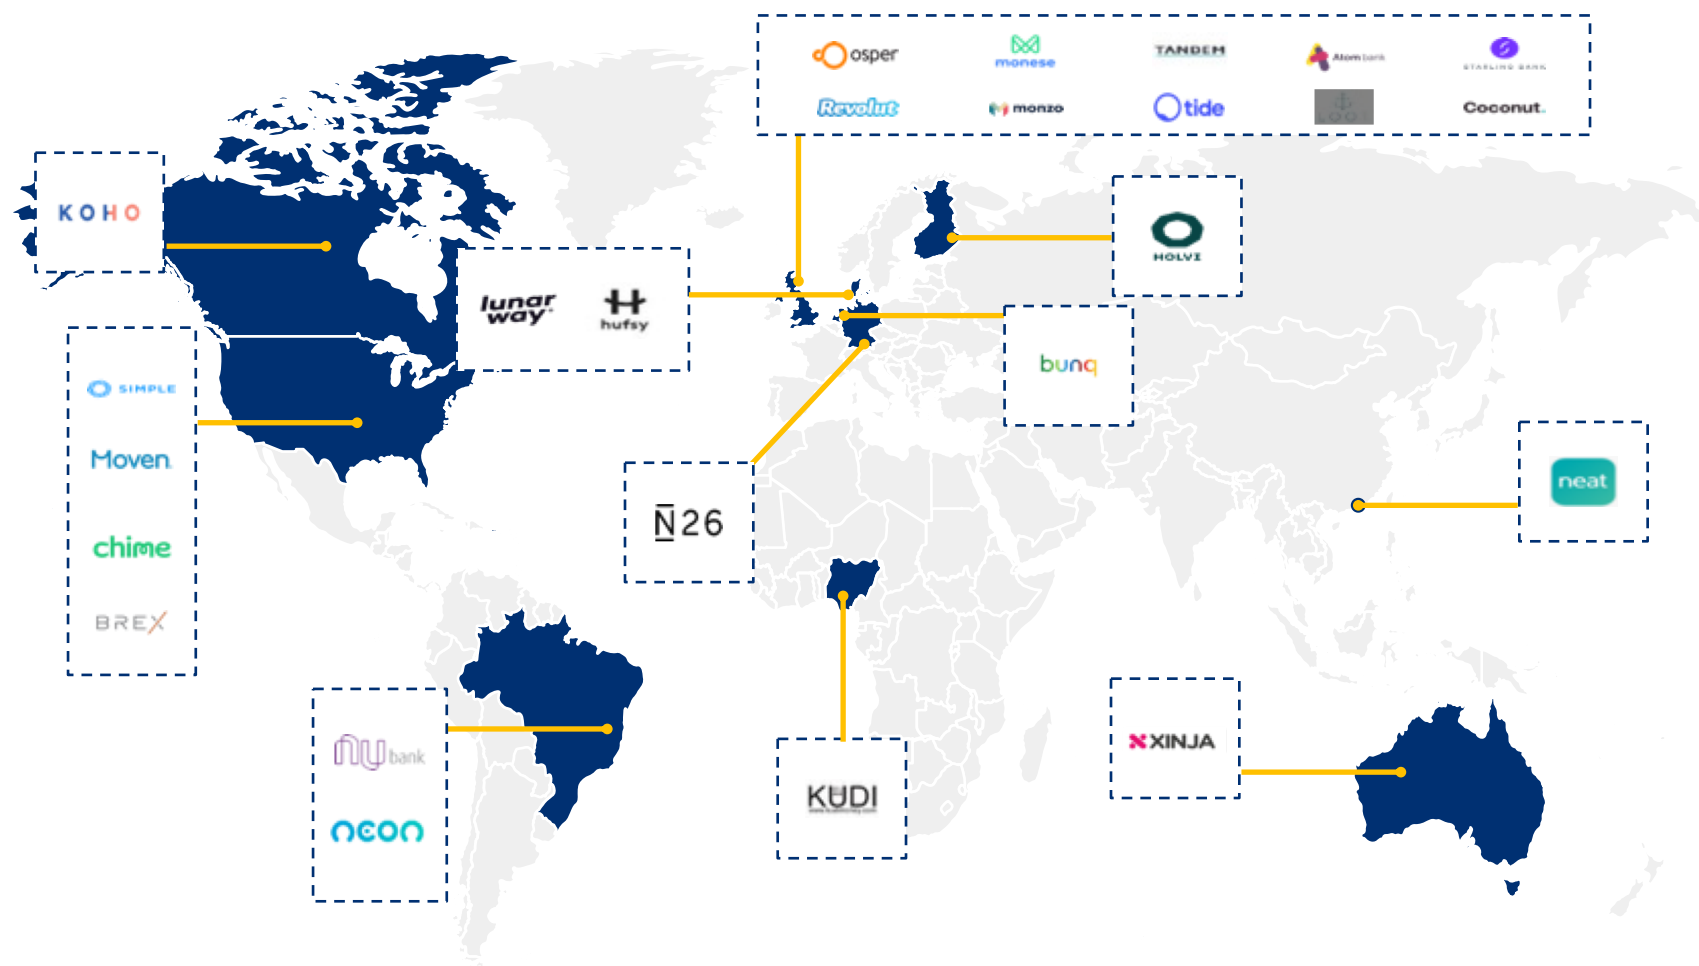 osper
monese
TANDEM
Atom bank
STARLING BANK
Revolut
monzo
tide
LOOT
Coconut.
KOHO
HOLVI
lunar
way
hufsy
bunq
SIMPLE
Moven
chime
BREX
N26
neat
nu bank
neon
KUDI
XINJA